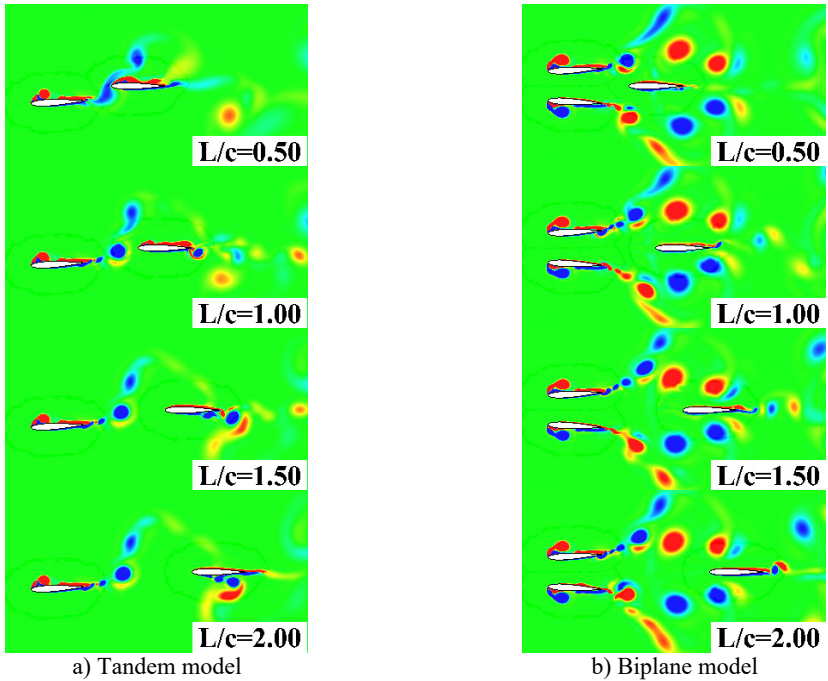 L/c=0.50
L/c=1.00
L/c=1.50
L/c=2.00
a) Tandem model
L/c=0.50
L/c=1.00
L/c=1.50
L/c=2.00
b) Biplane model